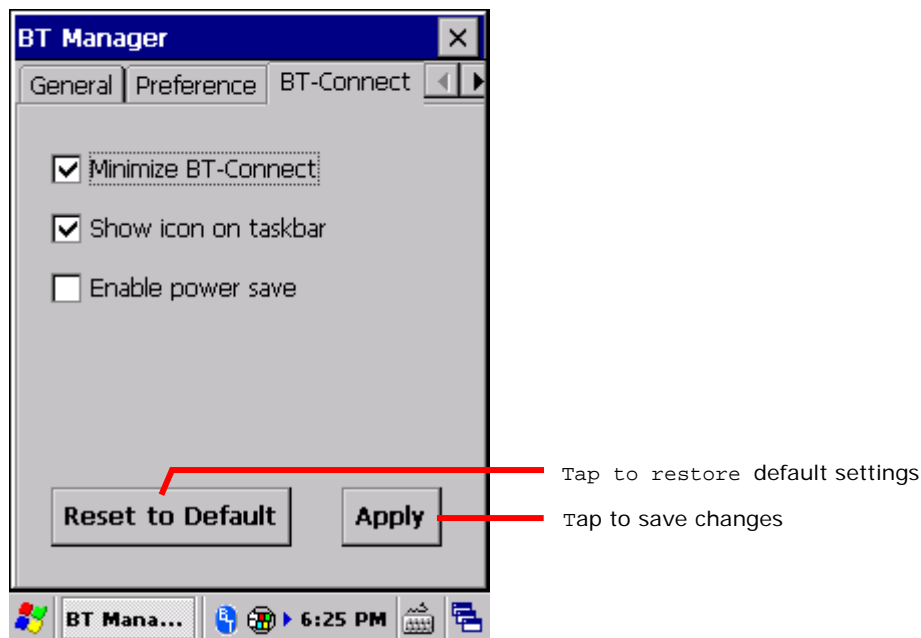 BT Manager
General Preference BT-Connect
Minimize BT-Connect
Show icon on taskbar
Enable power save
Tap to restore default settings
Reset to Default Apply
Tap to save changes
BT Mana... 6:25 PM